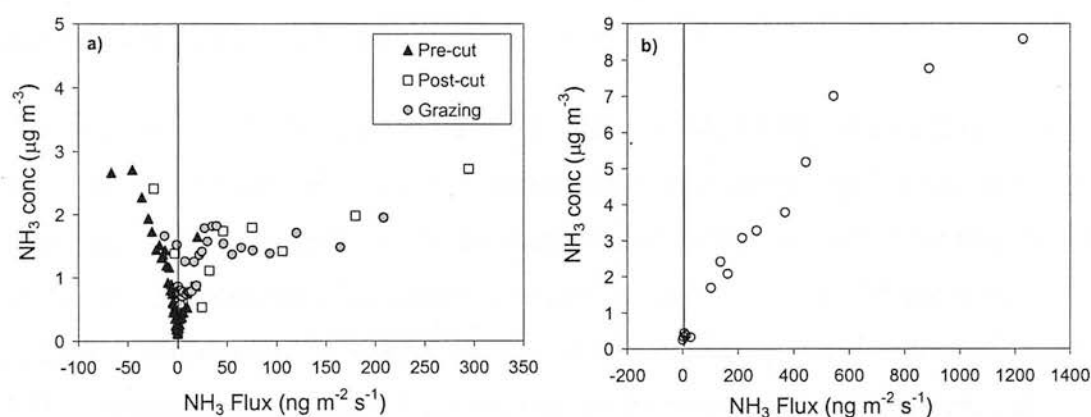 a)
Pre-cut
Post-cut
Grazing
NH₃ conc (µg m⁻³)
5
4
3
2
1
0
-100 -50 0 50 100 150 200 250 300 350
NH₃ Flux (ng m⁻² s⁻¹)
b)
NH₃ conc (µg m⁻³)
9
8
7
6
5
4
3
2
1
0
-200 0 200 400 600 800 1000 1200 1400
NH₃ Flux (ng m⁻² s⁻¹)